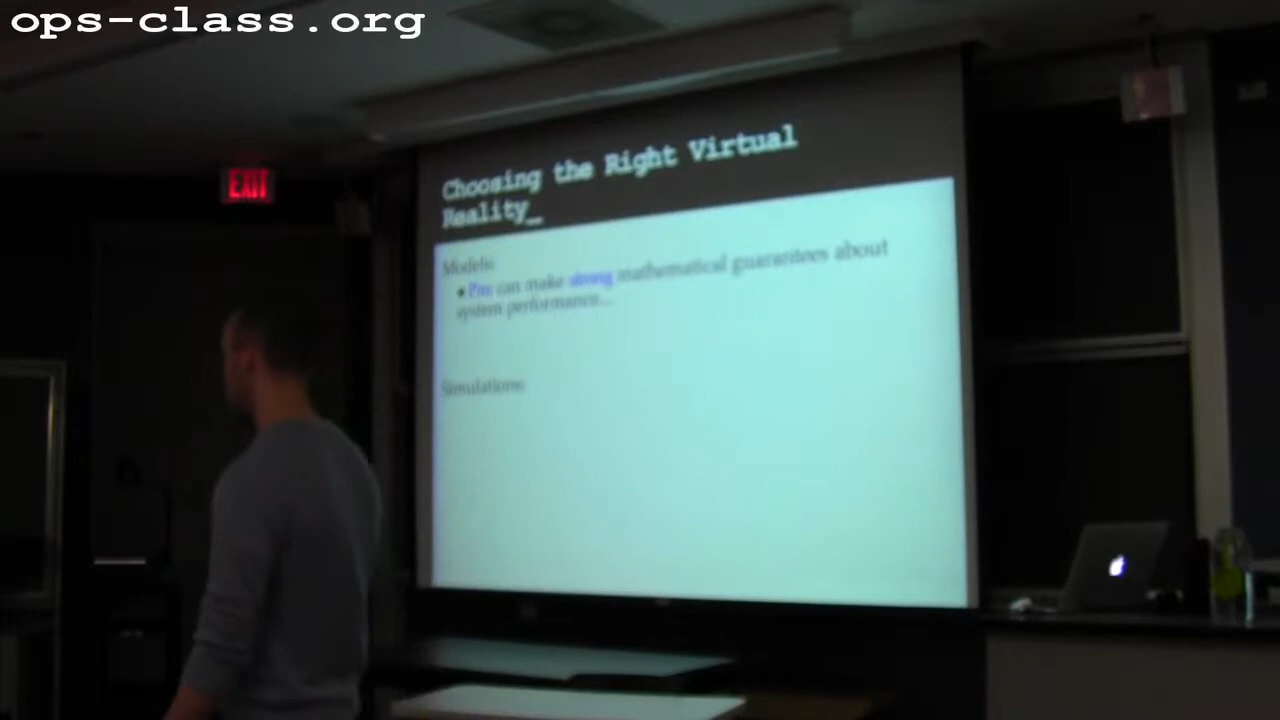 ops-class.org
EXIT
Choosing the Right Virtual
Reality_
Models:
• Pro: can make strong mathematical guarantees about
system performance...
Simulations: